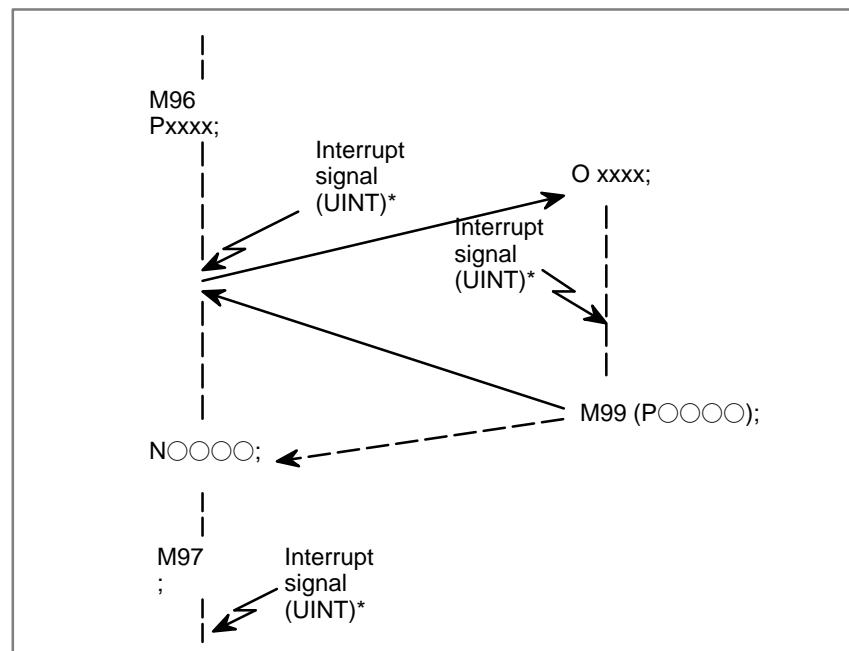 M96
Pxxxx;
Interrupt
signal
(UINT)*
O xxxx;
Interrupt
signal
(UINT)*
M99 (P○○○○);
N○○○○;
M97
;
Interrupt
signal
(UINT)*